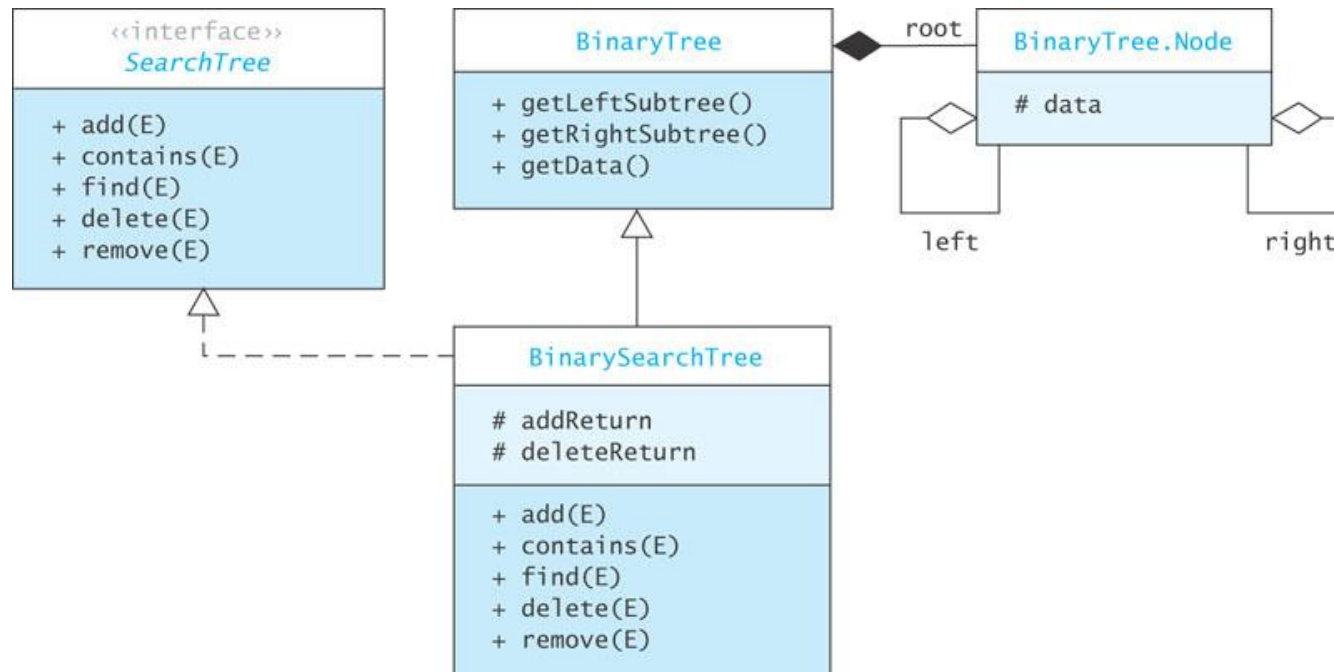 ‹‹interface››
SearchTree
+ add(E)
+ contains(E)
+ find(E)
+ delete(E)
+ remove(E)
BinaryTree
+ getLeftSubtree()
+ getRightSubtree()
+ getData()
root
BinaryTree.Node
# data
left
right
BinarySearchTree
# addReturn
# deleteReturn
+ add(E)
+ contains(E)
+ find(E)
+ delete(E)
+ remove(E)